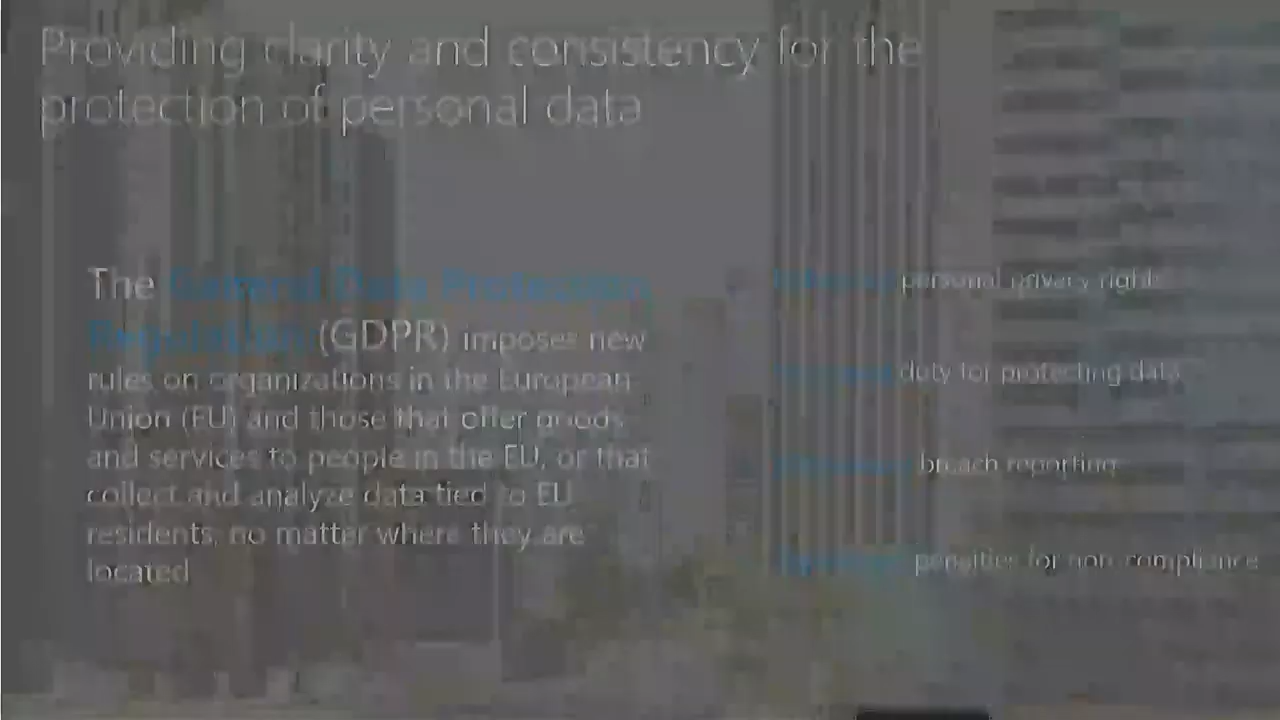 Providing clarity and consistency for the
protection of personal data
The General Data Protection
Regulation (GDPR) imposes new
rules on organizations in the European
Union (EU) and those that offer goods
and services to people in the EU, or that
collect and analyze data tied to EU
residents, no matter where they are
located
personal privacy rights
duty for protecting data
breach reporting
penalties for non-compliance